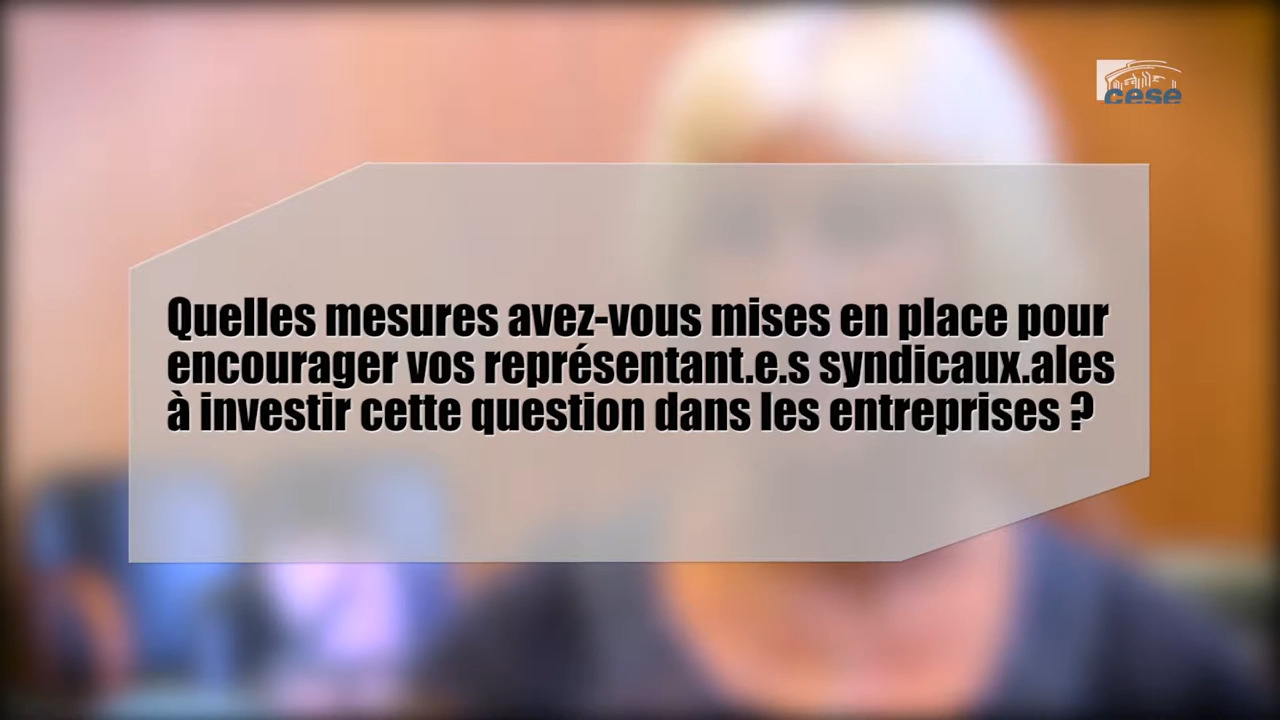 cese
Quelles mesures avez-vous mises en place pour
encourager vos représentant.e.s syndicaux.ales
à investir cette question dans les entreprises ?